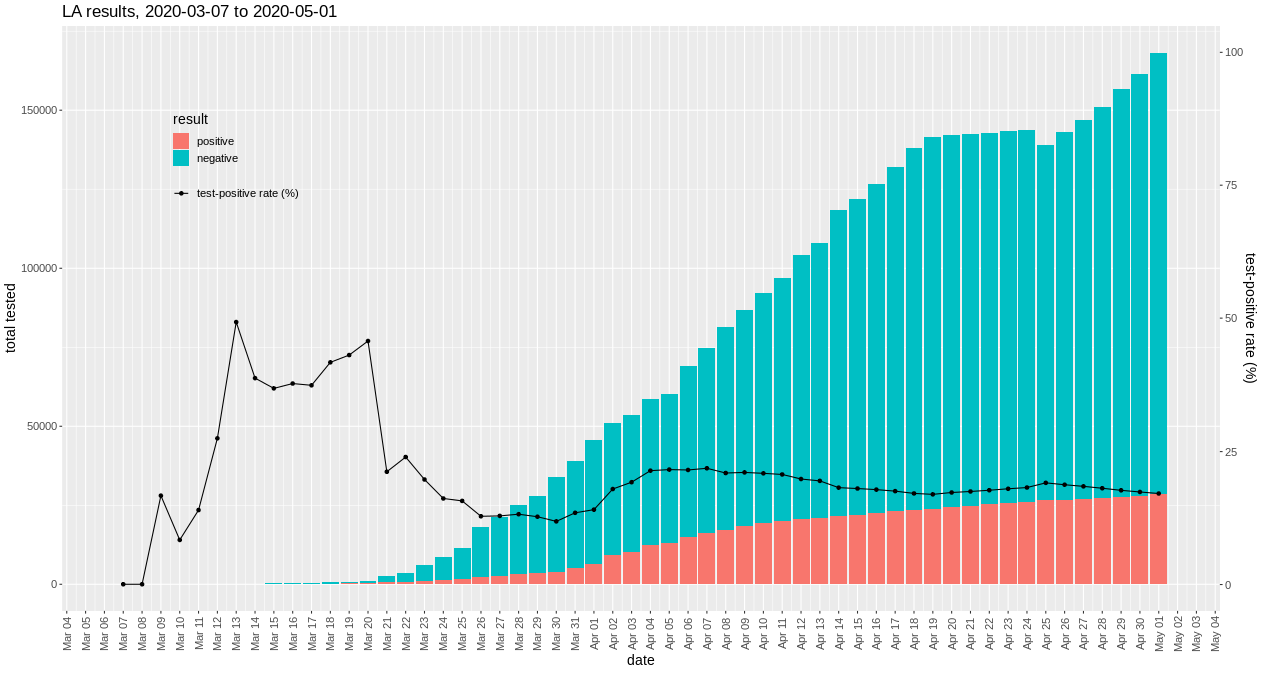 LA results, 2020-03-07 to 2020-05-01
total tested
150000
100000
50000
0
result
positive
negative
test-positive rate (%)
100
75
50
25
0
test-positive rate (%)
Mar 04
Mar 05
Mar 06
Mar 07
Mar 08
Mar 09
Mar 10
Mar 11
Mar 12
Mar 13
Mar 14
Mar 15
Mar 16
Mar 17
Mar 18
Mar 19
Mar 20
Mar 21
Mar 22
Mar 23
Mar 24
Mar 25
Mar 26
Mar 27
Mar 28
Mar 29
Mar 30
Mar 31
Apr 01
Apr 02
Apr 03
Apr 04
Apr 05
Apr 06
Apr 07
Apr 08
Apr 09
Apr 10
Apr 11
Apr 12
Apr 13
Apr 14
Apr 15
Apr 16
Apr 17
Apr 18
Apr 19
Apr 20
Apr 21
Apr 22
Apr 23
Apr 24
Apr 25
Apr 26
Apr 27
Apr 28
Apr 29
Apr 30
May 01
May 02
May 03
May 04
date